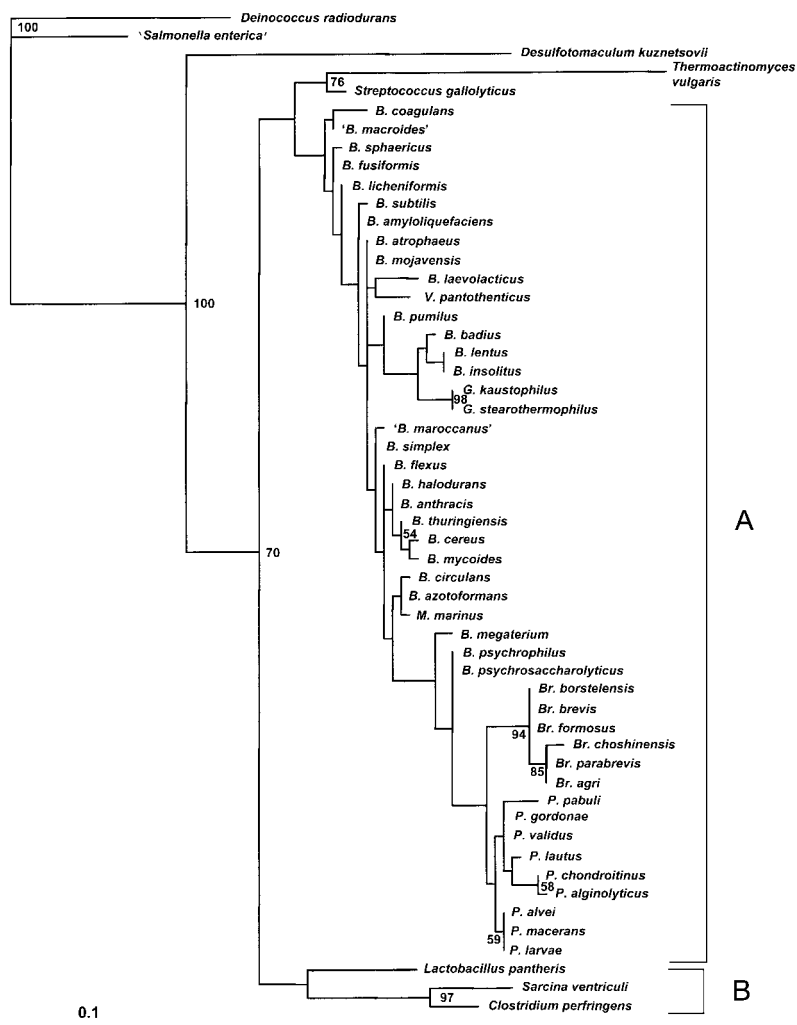 Deinococcus radiodurans
100
'Salmonella enterica'
Desulfotomaculum kuznetsovii
Thermoactinomyces
vulgaris
76
Streptococcus gallolyticus
B. coagulans
'B. macroides'
B. sphaericus
B. fusiformis
B. licheniformis
B. subtilis
B. amyloliquefaciens
B. atrophaeus
B. mojavensis
B. laevolacticus
V. pantothenticus
100
B. pumilus
B. badius
B. lentus
B. insolitus
G. kaustophilus
98
G. stearothermophilus
'B. maroccanus'
B. simplex
B. flexus
B. halodurans
B. anthracis
B. thuringiensis
A
54
B. cereus
70
B. mycoides
B. circulans
B. azotoformans
M. marinus
B. megaterium
B. psychrophilus
B. psychrosaccharolyticus
Br. borstelensis
Br. brevis
Br. formosus
94
Br. choshinensis
Br. parabrevis
85
Br. agri
P. pabuli
P. gordonae
P. validus
P. lautus
P. chondroitinus
58
P. alginolyticus
P. alvei
P. macerans
59
P. larvae
Lactobacillus pantheris
Sarcina ventriculi
B
97
Clostridium perfringens
0.1